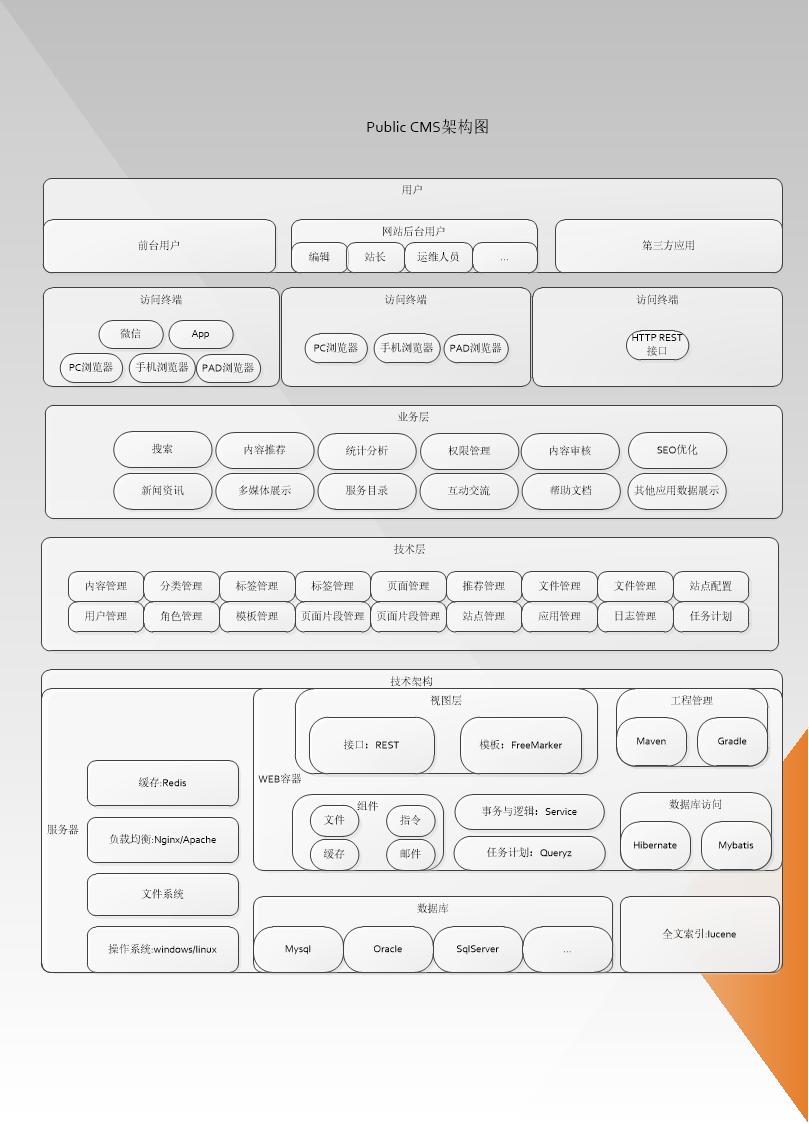 Public CMS架构图
用户
前台用户
网站后台用户
编辑
站长
运维人员
...
第三方应用
访问终端
微信
App
PC浏览器
手机浏览器
PAD浏览器
访问终端
PC浏览器
手机浏览器
PAD浏览器
访问终端
HTTP REST
接口
业务层
搜索
内容推荐
统计分析
权限管理
内容审核
SEO优化
新闻资讯
多媒体展示
服务目录
互动交流
帮助文档
其他应用数据展示
技术层
内容管理
分类管理
标签管理
标签管理
页面管理
推荐管理
文件管理
文件管理
站点配置
用户管理
角色管理
模板管理
页面片段管理
页面片段管理
站点管理
应用管理
日志管理
任务计划
技术架构
服务器
缓存:Redis
负载均衡:Nginx/Apache
文件系统
操作系统:windows/linux
WEB容器
视图层
接口：REST
模板：FreeMarker
工程管理
Maven
Gradle
组件
文件
指令
缓存
邮件
事务与逻辑：Service
任务计划：Queryz
数据库访问
Hibernate
Mybatis
数据库
Mysql
Oracle
SqlServer
...
全文索引:lucene